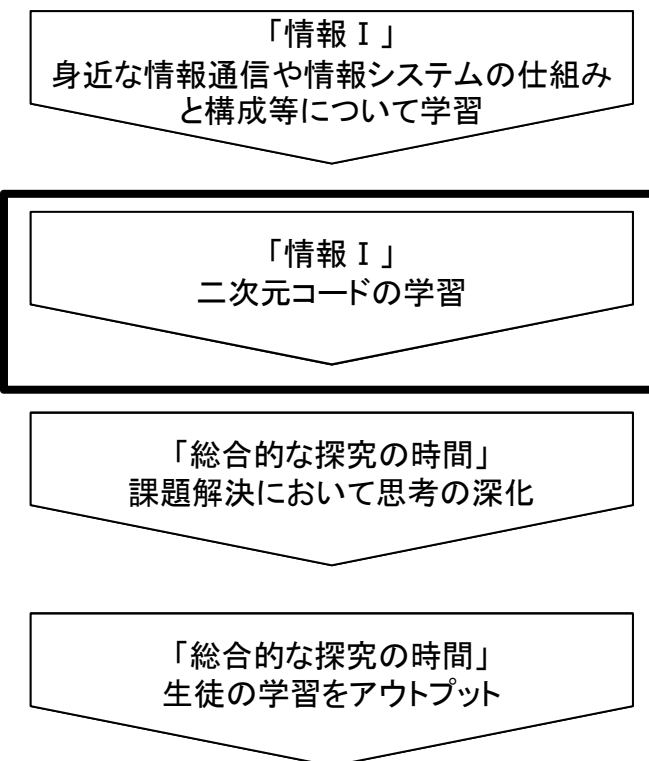 「情報Ⅰ」
身近な情報通信や情報システムの仕組み
と構成等について学習
「情報Ⅰ」
二次元コードの学習
「総合的な探究の時間」
課題解決において思考の深化
「総合的な探究の時間」
生徒の学習をアウトプット